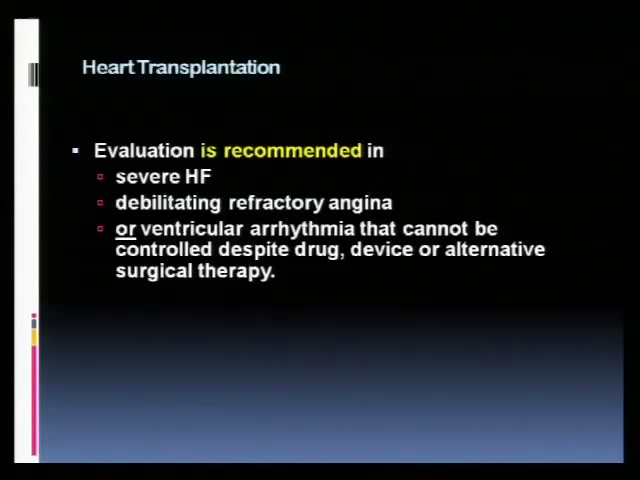 Heart Transplantation
Evaluation is recommended in
severe HF
debilitating refractory angina
or ventricular arrhythmia that cannot be
controlled despite drug, device or alternative
surgical therapy.